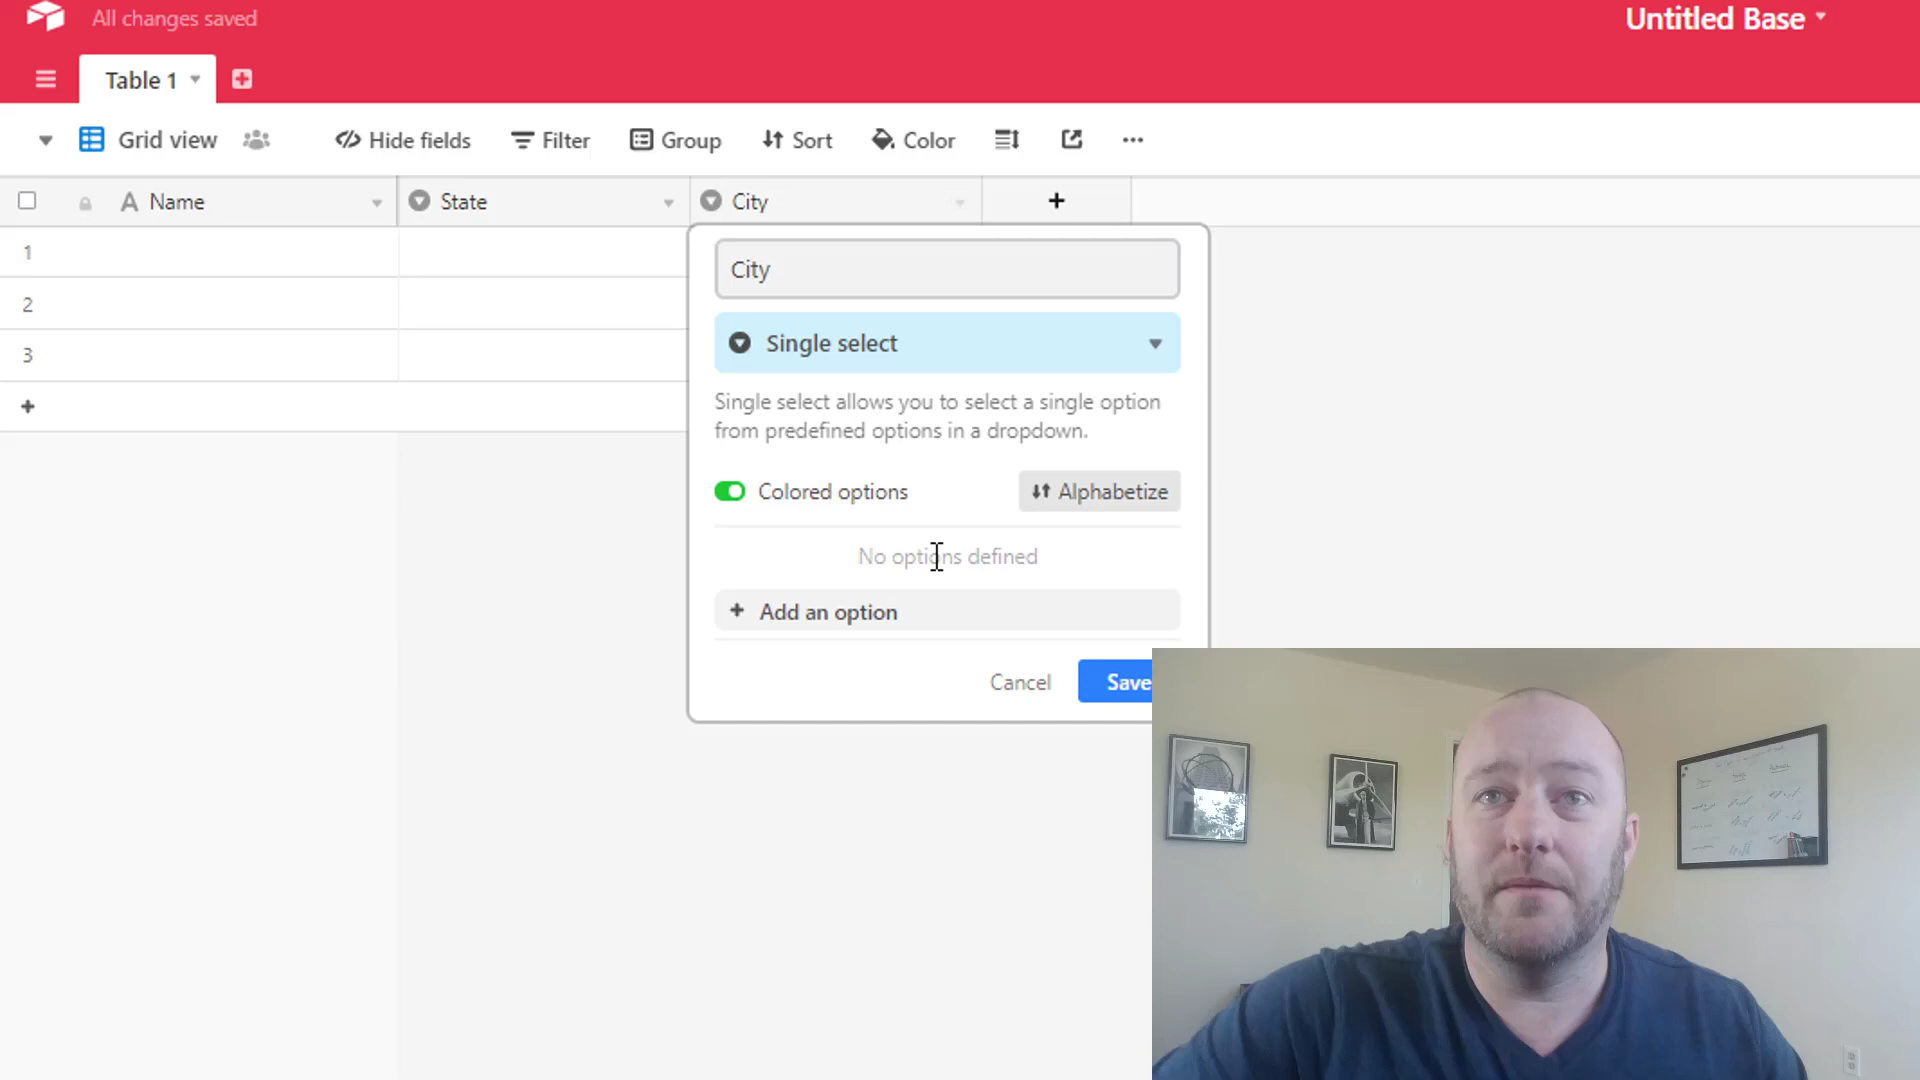 All changes saved
Untitled Base
Table 1
Grid view
Hide fields
Filter
Group
Sort
Color
Name
State
City
1
2
3
City
Single select
Single select allows you to select a single option
from predefined options in a dropdown.
Colored options
Alphabetize
No options defined
Add an option
Cancel
Save